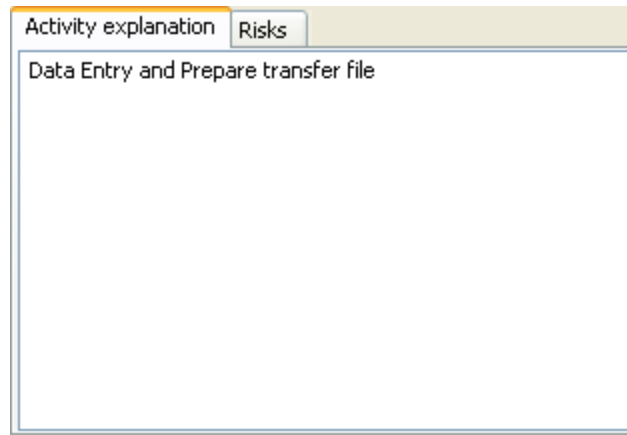 Activity explanation Risks
Data Entry and Prepare transfer file